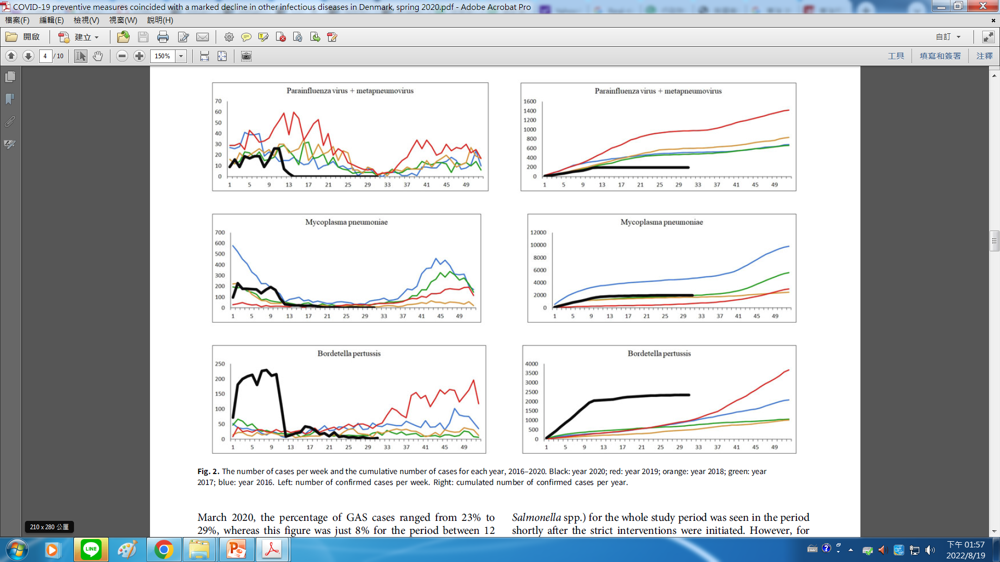 COVID-19 preventive measures coincided with a marked decline in other infectious diseases in Denmark, spring 2020.pdf - Adobe Acrobat Pro
檔案(F) 編輯(E) 檢視(V) 視窗(W) 說明(H)
開啟 建立 自訂
4 / 10 150% 工具 填寫和簽署 注釋
Parainfluenza virus + metapneumovirus
70
60
50
40
30
20
10
0
1 5 9 13 17 21 25 29 33 37 41 45 49
Parainfluenza virus + metapneumovirus
1600
1400
1200
1000
800
600
400
200
0
1 5 9 13 17 21 25 29 33 37 41 45 49
Mycoplasma pneumoniae
700
600
500
400
300
200
100
0
1 5 9 13 17 21 25 29 33 37 41 45 49
Mycoplasma pneumoniae
12000
10000
8000
6000
4000
2000
0
1 5 9 13 17 21 25 29 33 37 41 45 49
Bordetella pertussis
250
200
150
100
50
0
1 5 9 13 17 21 25 29 33 37 41 45 49
Bordetella pertussis
4000
3500
3000
2500
2000
1500
1000
500
0
1 5 9 13 17 21 25 29 33 37 41 45 49
Fig. 2. The number of cases per week and the cumulative number of cases for each year, 2016–2020. Black: year 2020; red: year 2019; orange: year 2018; green: year
2017; blue: year 2016. Left: number of confirmed cases per week. Right: cumulated number of confirmed cases per year.
March 2020, the percentage of GAS cases ranged from 23% to
29%, whereas this figure was just 8% for the period between 12
Salmonella spp.) for the whole study period was seen in the period
shortly after the strict interventions were initiated. However, for
210 x 280 公厘
LINE
下午 01:57
2022/8/19